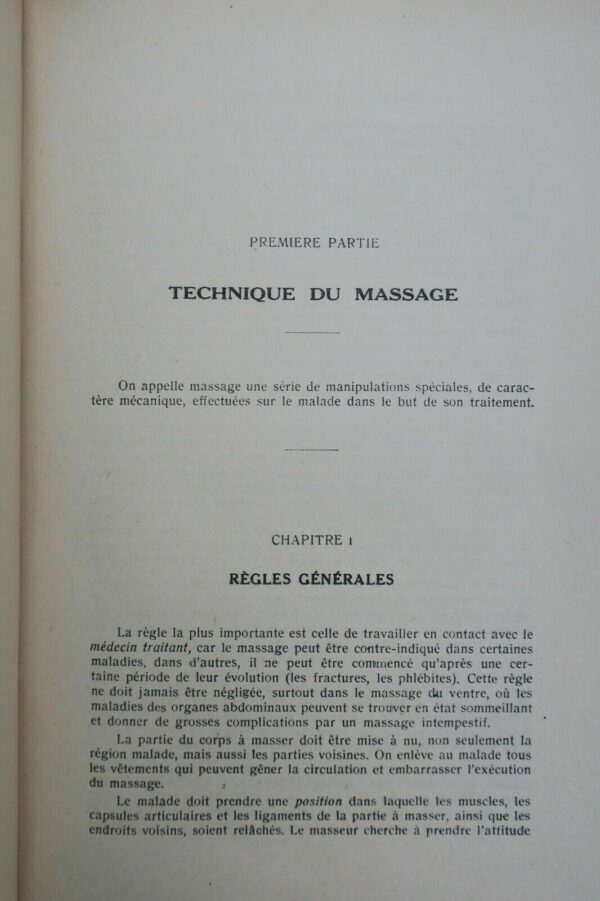 PREMIERE PARTIE
TECHNIQUE DU MASSAGE
On appelle massage une série de manipulations spéciales, de carac-
tère mécanique, effectuées sur le malade dans le but de son traitement.
CHAPITRE I
RÈGLES GÉNÉRALES
La règle la plus importante est celle de travailler en contact avec le
médecin traitant, car le massage peut être contre-indiqué dans certaines
maladies, dans d'autres, il ne peut être commencé qu'après une cer-
taine période de leur évolution (les fractures, les phlébites). Cette règle
ne doit jamais être négligée, surtout dans le massage du ventre, où les
maladies des organes abdominaux peuvent se trouver en état sommeillant
et donner de grosses complications par un massage intempestif.
La partie du corps à masser doit être mise à nu, non seulement la
région malade, mais aussi les parties voisines. On enlève au malade tous
les vêtements qui peuvent gêner la circulation et embarrasser l'exécution
du massage.
Le malade doit prendre une position dans laquelle les muscles, les
capsules articulaires et les ligaments de la partie à masser, ainsi que les
endroits voisins, soient relâchés. Le masseur cherche à prendre l'attitude